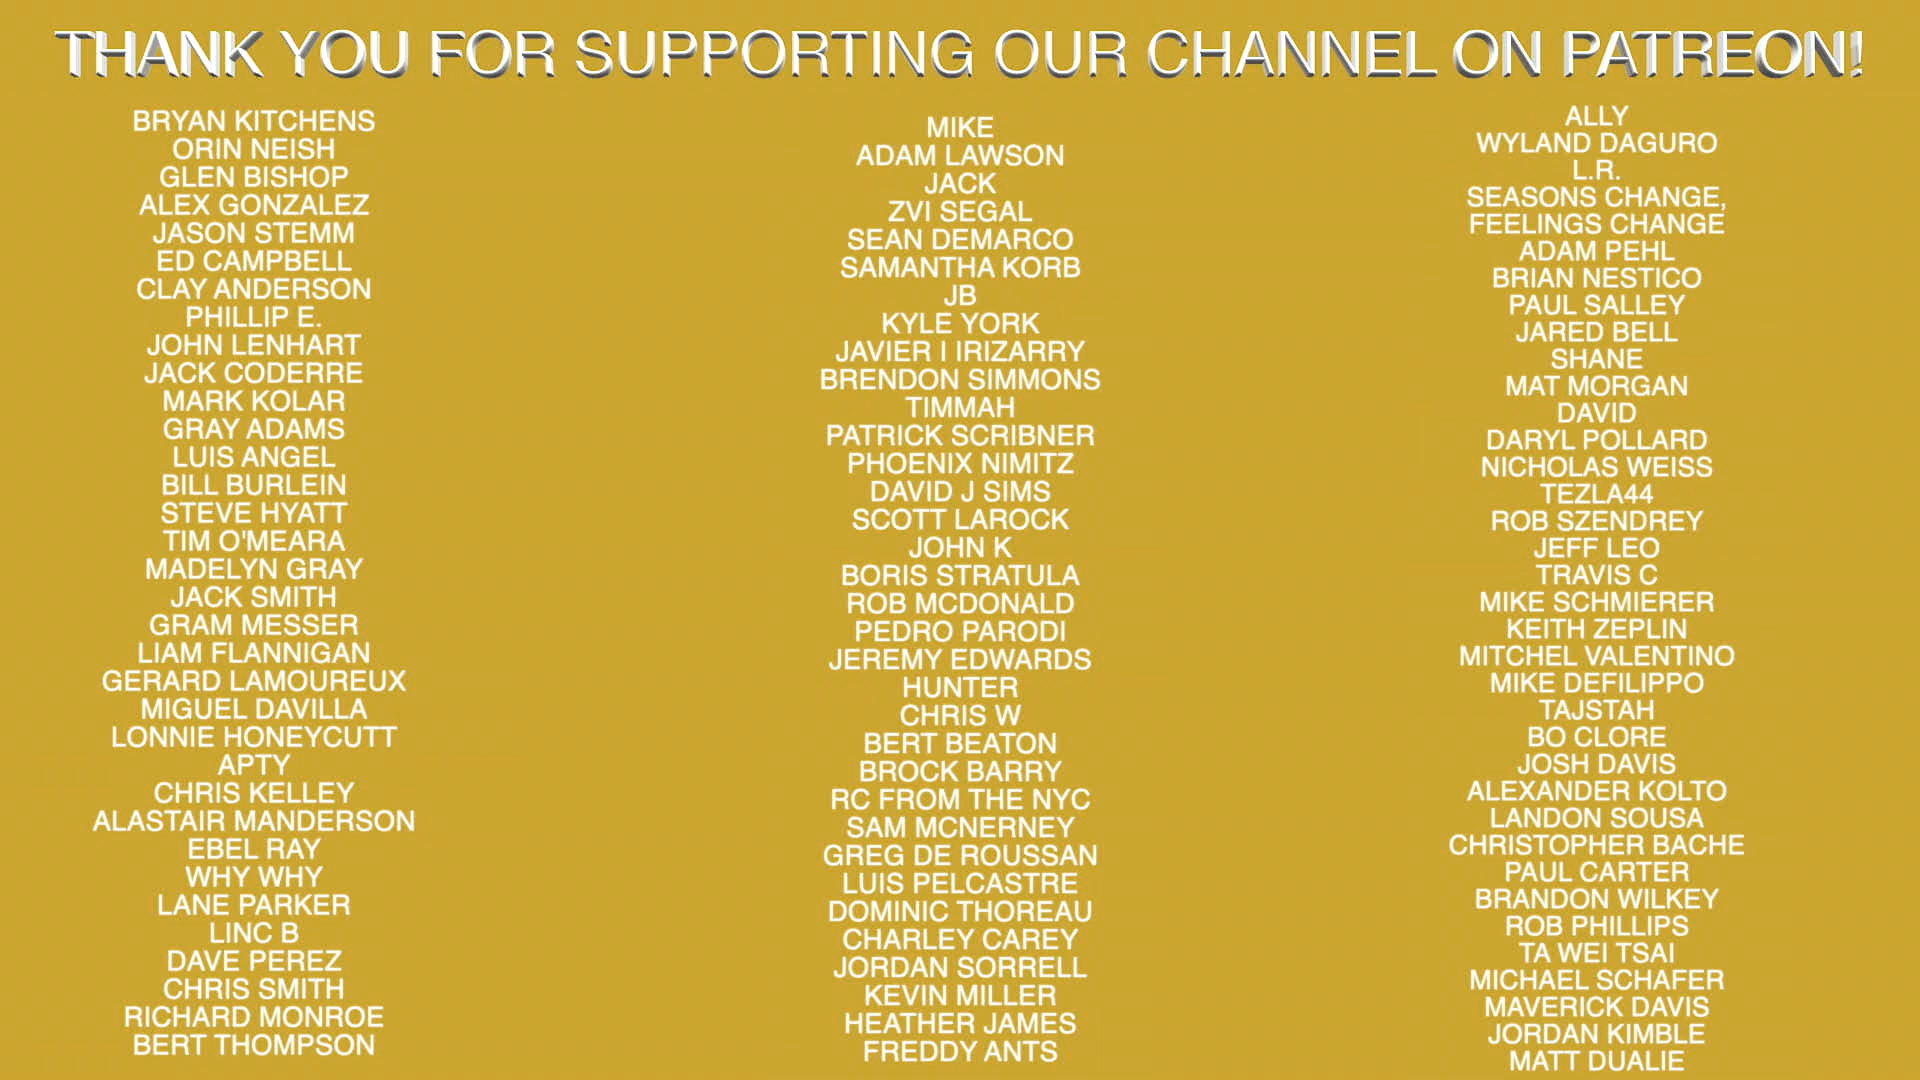 THANK YOU FOR SUPPORTING OUR CHANNEL ON PATREON!
BRYAN KITCHENS
ORIN NEISH
GLEN BISHOP
ALEX GONZALEZ
JASON STEMM
ED CAMPBELL
CLAY ANDERSON
PHILLIP E.
JOHN LENHART
JACK CODERRE
MARK KOLAR
GRAY ADAMS
LUIS ANGEL
BILL BURLEIN
STEVE HYATT
TIM O'MEARA
MADELYN GRAY
JACK SMITH
GRAM MESSER
LIAM FLANNIGAN
GERARD LAMOUREUX
MIGUEL DAVILLA
LONNIE HONEYCUTT
APTY
CHRIS KELLEY
ALASTAIR MANDERSON
EBEL RAY
WHY WHY
LANE PARKER
LINC B
DAVE PEREZ
CHRIS SMITH
RICHARD MONROE
BERT THOMPSON
MIKE
ADAM LAWSON
JACK
ZVI SEGAL
SEAN DEMARCO
SAMANTHA KORB
JB
KYLE YORK
JAVIER I IRIZARRY
BRENDON SIMMONS
TIMMAH
PATRICK SCRIBNER
PHOENIX NIMITZ
DAVID J SIMS
SCOTT LAROCK
JOHN K
BORIS STRATULA
ROB MCDONALD
PEDRO PARODI
JEREMY EDWARDS
HUNTER
CHRIS W
BERT BEATON
BROCK BARRY
RC FROM THE NYC
SAM MCNERNEY
GREG DE ROUSSAN
LUIS PELCASTRE
DOMINIC THOREAU
CHARLEY CAREY
JORDAN SORRELL
KEVIN MILLER
HEATHER JAMES
FREDDY ANTS
ALLY
WYLAND DAGURO
L.R.
SEASONS CHANGE,
FEELINGS CHANGE
ADAM PEHL
BRIAN NESTICO
PAUL SALLEY
JARED BELL
SHANE
MAT MORGAN
DAVID
DARYL POLLARD
NICHOLAS WEISS
TEZLA44
ROB SZENDREY
JEFF LEO
TRAVIS C
MIKE SCHMIERER
KEITH ZEPLIN
MITCHEL VALENTINO
MIKE DEFILIPPO
TAJSTAH
BO CLORE
JOSH DAVIS
ALEXANDER KOLTO
LANDON SOUSA
CHRISTOPHER BACHE
PAUL CARTER
BRANDON WILKEY
ROB PHILLIPS
TA WEI TSAI
MICHAEL SCHAFER
MAVERICK DAVIS
JORDAN KIMBLE
MATT DUALIE